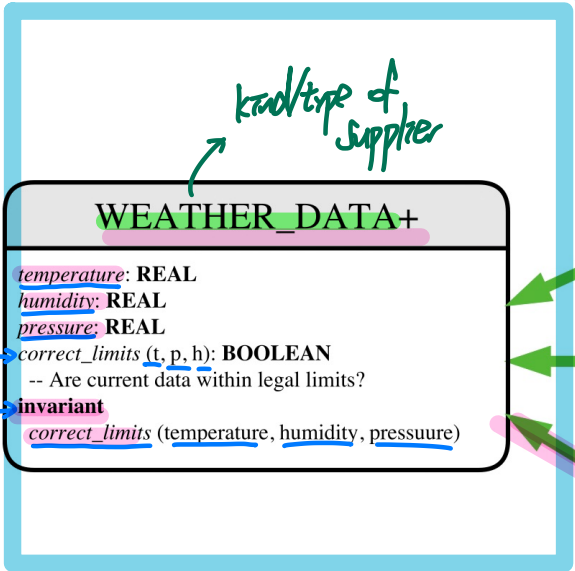 kind/type of
supplier
WEATHER_DATA+
temperature: REAL
humidity: REAL
pressure: REAL
correct_limits (t, p, h): BOOLEAN
-- Are current data within legal limits?
invariant
correct_limits (temperature, humidity, pressuure)